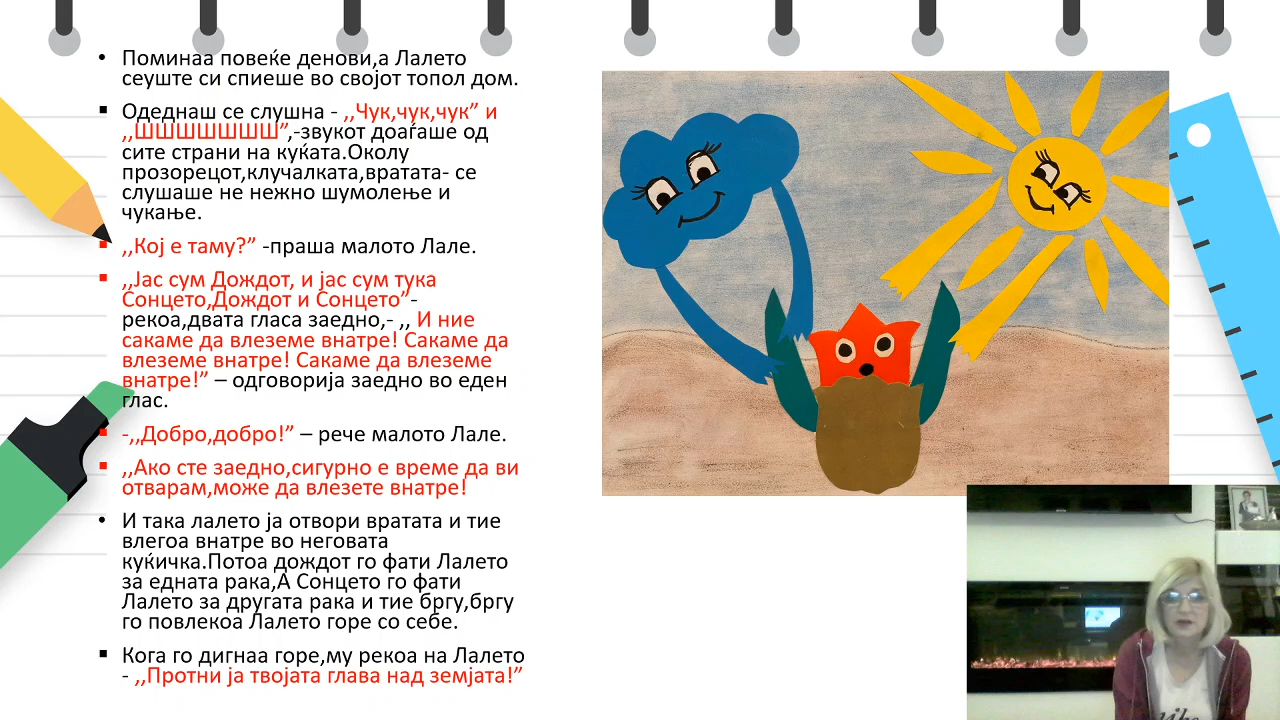 Поминаа повеќе денови,а Лалето
сеуште си спиеше во својот топол дом.
Одеднаш се слушна - ,,Чук,чук,чук” и
,,ШШШШШШШ”,-звукот доаѓаше од
сите страни на куќата.Околу
прозорецот,клучалката,вратата- се
слушаше не нежно шумолење и
чукање.
,,Кој е таму?” -праша малото Лале.
,,Јас сум Дождот, и јас сум тука
Сонцето,Дождот и Сонцето”-
рекоа,двата гласа заедно,- ,, И ние
сакаме да влеземе внатре! Сакаме да
влеземе внатре! Сакаме да влеземе
внатре!” – одговорија заедно во еден
глас.
-,,Добро,добро!” – рече малото Лале.
,,Ако сте заедно,сигурно е време да ви
отварам,може да влезете внатре!
И така лалето ја отвори вратата и тие
влегоа внатре во неговата
куќичка.Потоа дождот го фати Лалето
за едната рака,А Сонцето го фати
Лалето за другата рака и тие бргу,бргу
го повлекоа Лалето горе со себе.
Кога го дигнаа горе,му рекоа на Лалето
- ,,Протни ја твојата глава над земјата!”